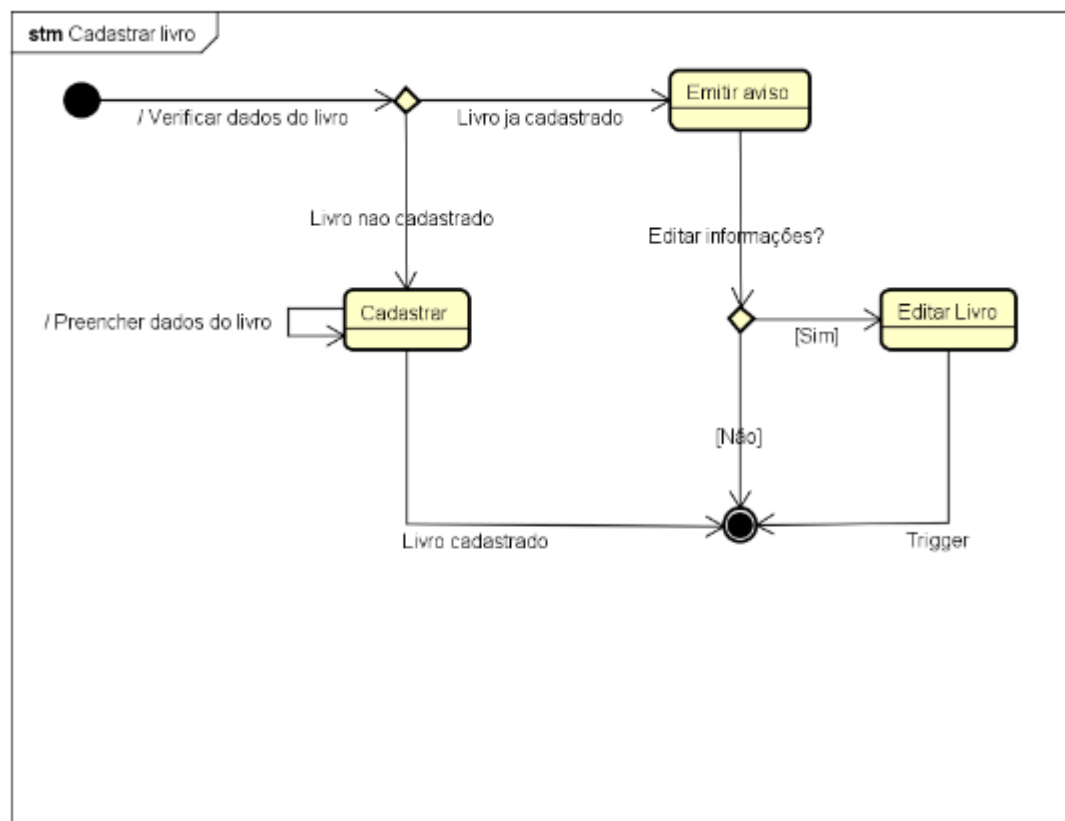 stm Cadastrar livro
Emitir aviso
/ Verificar dados do livro
Livro ja cadastrado
Livro nao cadastrado
Editar informações?
/ Preencher dados do livro
Cadastrar
Editar Livro
[Sim]
[Não]
Livro cadastrado
Trigger